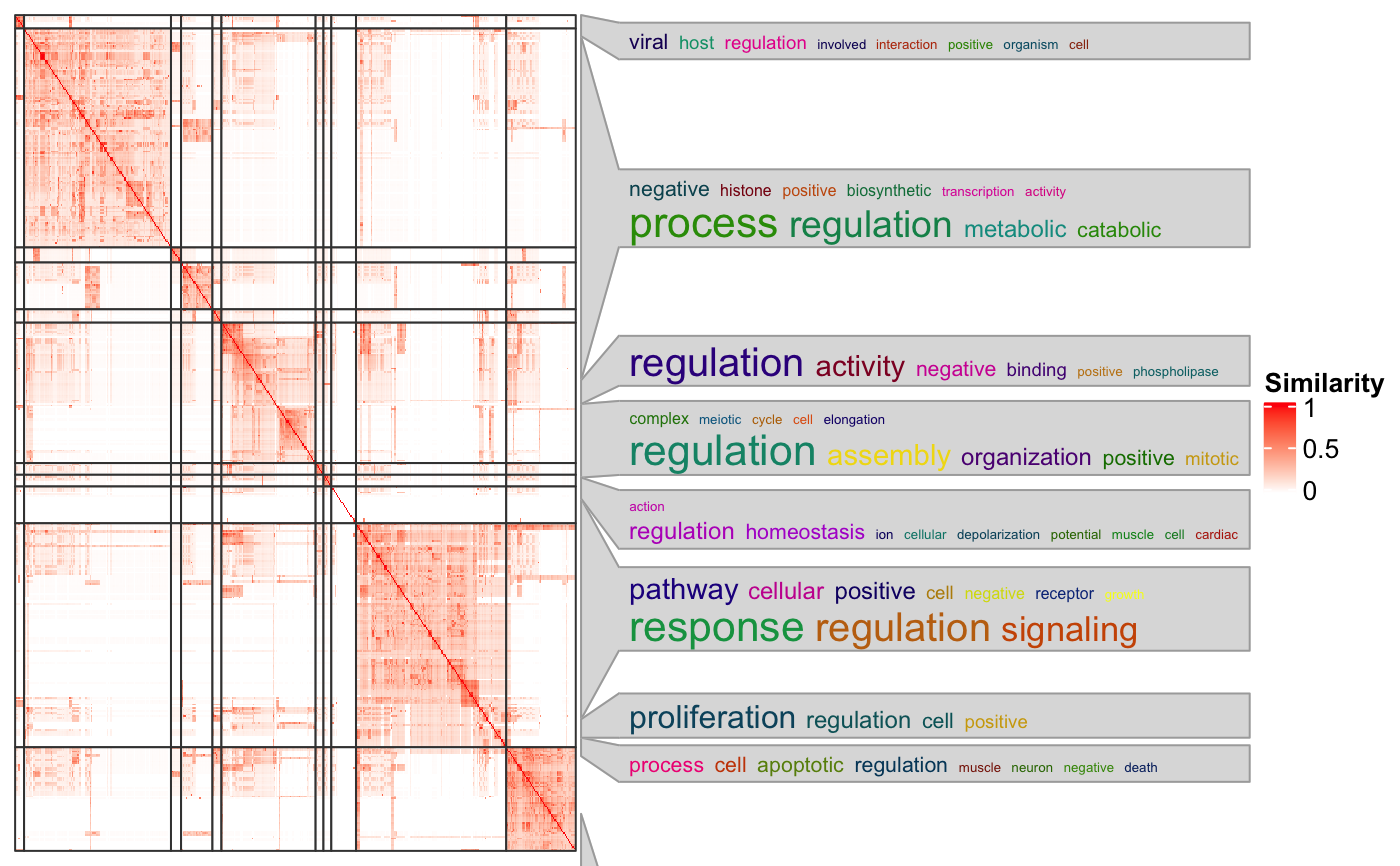 viral host regulation involved interaction positive organism cell
negative histone positive biosynthetic transcription activity
process regulation metabolic catabolic
regulation activity negative binding positive phospholipase
complex meiotic cycle cell elongation
regulation assembly organization positive mitotic
action
regulation homeostasis ion cellular depolarization potential muscle cell cardiac
pathway cellular positive cell negative receptor growth
response regulation signaling
proliferation regulation cell positive
process cell apoptotic regulation muscle neuron negative death
Similarity
1
0.5
0